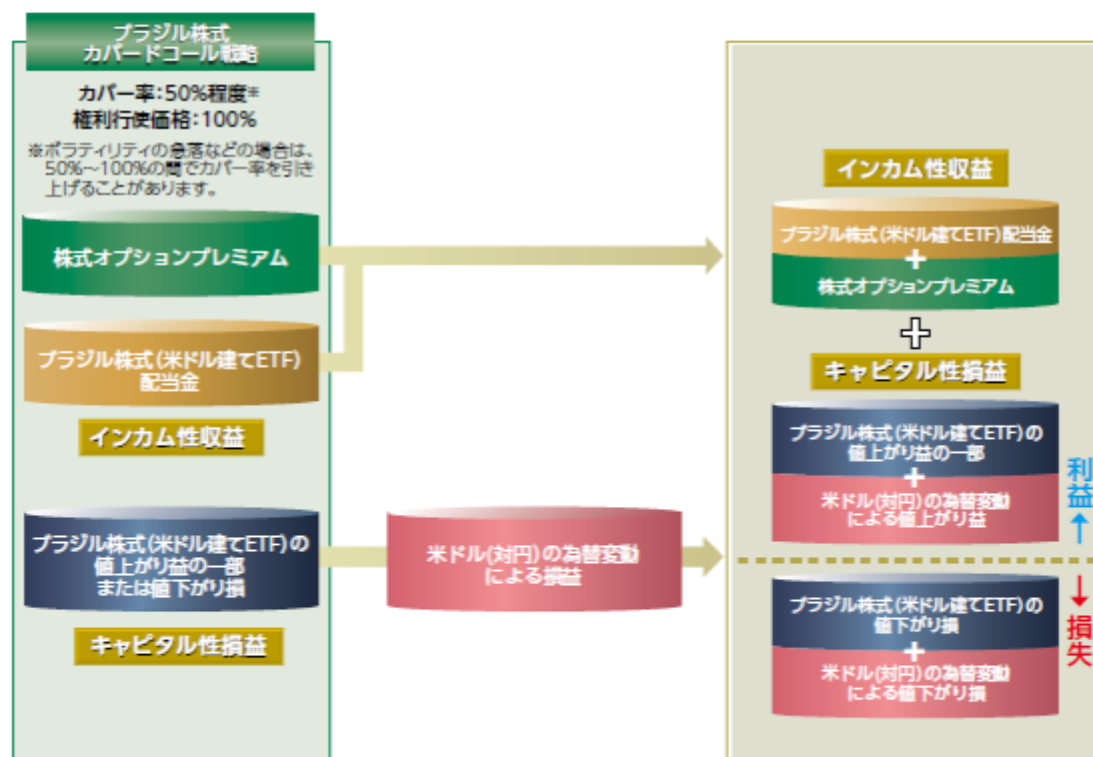 ブラジル株式
カバードコール戦略
カバー率:50%程度※
権利行使価格:100%
※ボラティリティの急落などの場合は、
50%～100%の間でカバー率を引き
上げることがあります。
株式オプションプレミアム
ブラジル株式(米ドル建てETF)
配当金
インカム性収益
ブラジル株式(米ドル建てETF)の
値上がり益の一部
または値下がり損
キャピタル性損益
米ドル(対円)の為替変動
による損益
インカム性収益
ブラジル株式(米ドル建てETF)配当金
+
株式オプションプレミアム
+
キャピタル性損益
ブラジル株式(米ドル建てETF)の
値上がり益の一部
+
米ドル(対円)の為替変動
による値上がり益
利益↑
↓損失
ブラジル株式(米ドル建てETF)の
値下がり損
+
米ドル(対円)の為替変動
による値下がり損